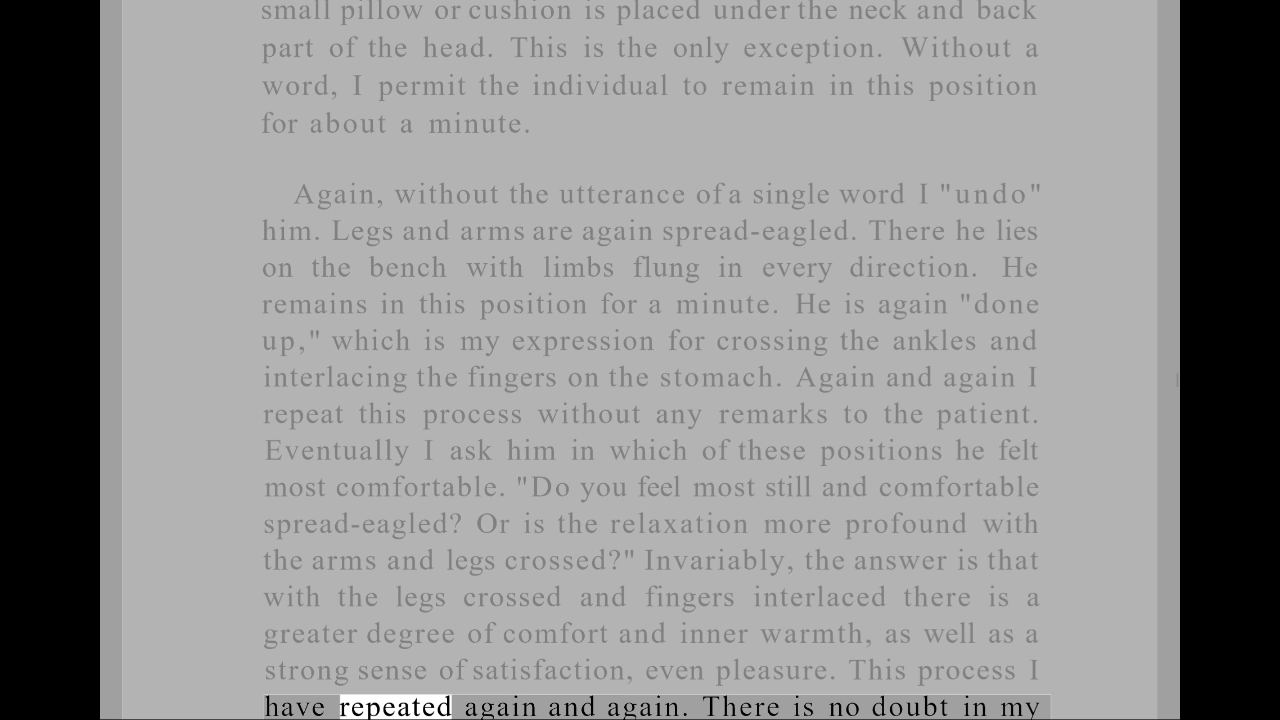 small pillow or cushion is placed under the neck and back
part of the head. This is the only exception. Without a
word, I permit the individual to remain in this position
for about a minute.
Again, without the utterance of a single word I "undo"
him. Legs and arms are again spread-eagled. There he lies
on the bench with limbs flung in every direction. He
remains in this position for a minute. He is again "done
up," which is my expression for crossing the ankles and
interlacing the fingers on the stomach. Again and again I
repeat this process without any remarks to the patient.
Eventually I ask him in which of these positions he felt
most comfortable. "Do you feel most still and comfortable
spread-eagled? Or is the relaxation more profound with
the arms and legs crossed?" Invariably, the answer is that
with the legs crossed and fingers interlaced there is a
greater degree of comfort and inner warmth, as well as a
strong sense of satisfaction, even pleasure. This process I
have repeated again and again. There is no doubt in my